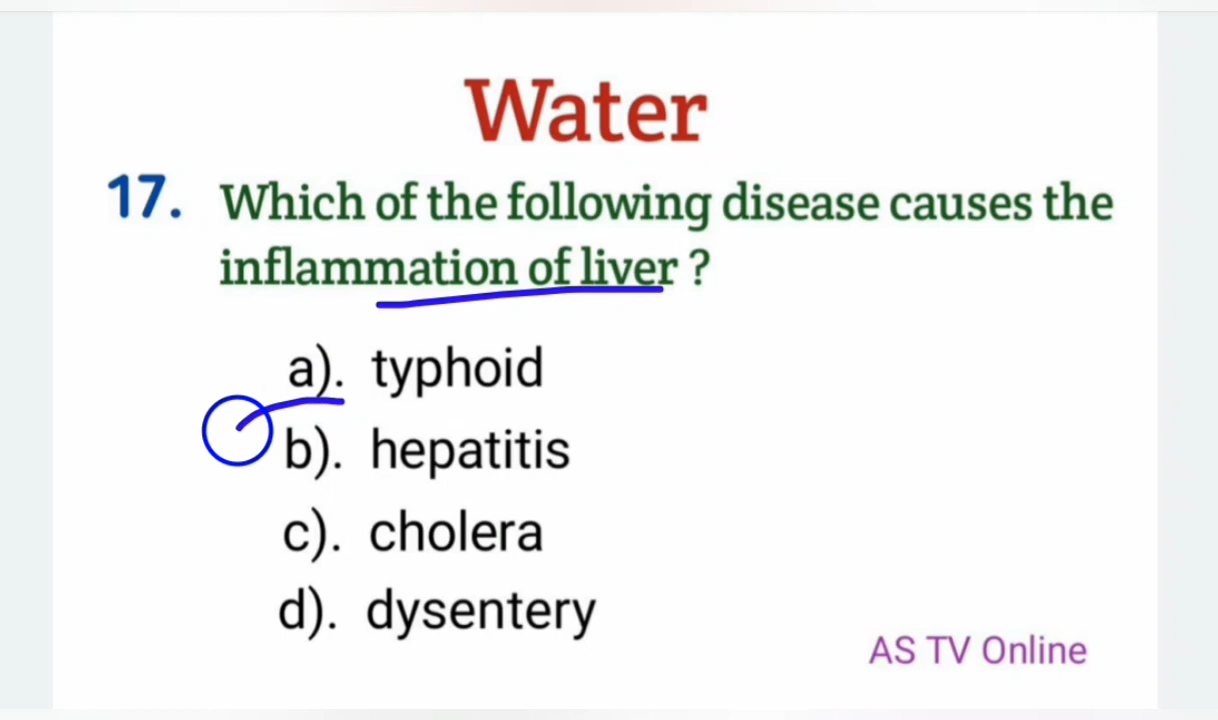 Water
17. Which of the following disease causes the
inflammation of liver ?
a). typhoid
b). hepatitis
c). cholera
d). dysentery
AS TV Online